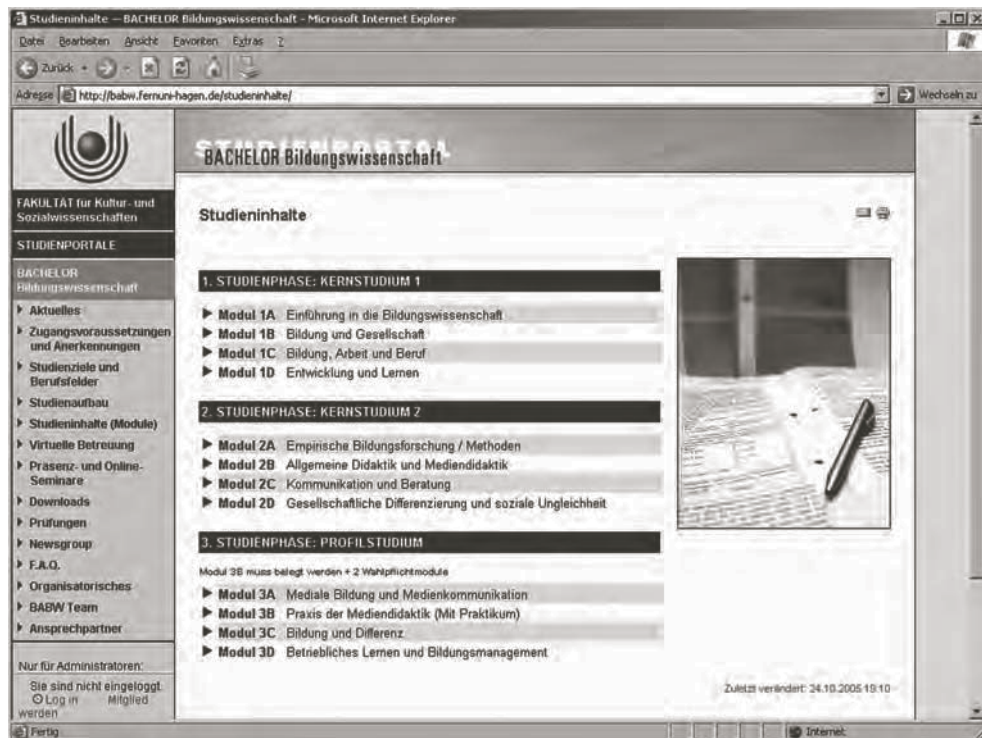 Studieninhalte — BACHELOR Bildungswissenschaft - Microsoft Internet Explorer
Datei Bearbeiten Ansicht Favoriten Extras ?
Zurück
Adresse http://babw.fernuni-hagen.de/studieninhalte/ Wechseln zu
STUDIENPORTAL
BACHELOR Bildungswissenschaft
FAKULTÄT für Kultur- und
Sozialwissenschaften
STUDIENPORTALE
BACHELOR
Bildungswissenschaft
Aktuelles
Zugangsvoraussetzungen
und Anerkennungen
Studienziele und
Berufsfelder
Studienaufbau
Studieninhalte (Module)
Virtuelle Betreuung
Präsenz- und Online-
Seminare
Downloads
Prüfungen
Newsgroup
F.A.Q.
Organisatorisches
BABW Team
Ansprechpartner
Nur für Administratoren:
Sie sind nicht eingeloggt.
Log in Mitglied
werden
Studieninhalte
1. STUDIENPHASE: KERNSTUDIUM 1
Modul 1A Einführung in die Bildungswissenschaft
Modul 1B Bildung und Gesellschaft
Modul 1C Bildung, Arbeit und Beruf
Modul 1D Entwicklung und Lernen
2. STUDIENPHASE: KERNSTUDIUM 2
Modul 2A Empirische Bildungsforschung / Methoden
Modul 2B Allgemeine Didaktik und Mediendidaktik
Modul 2C Kommunikation und Beratung
Modul 2D Gesellschaftliche Differenzierung und soziale Ungleichheit
3. STUDIENPHASE: PROFILSTUDIUM
Modul 3B muss belegt werden + 2 Wahlpflichtmodule
Modul 3A Mediale Bildung und Medienkommunikation
Modul 3B Praxis der Mediendidaktik (Mit Praktikum)
Modul 3C Bildung und Differenz
Modul 3D Betriebliches Lernen und Bildungsmanagement
Zuletzt verändert: 24.10.2005 19:10
Fertig Internet